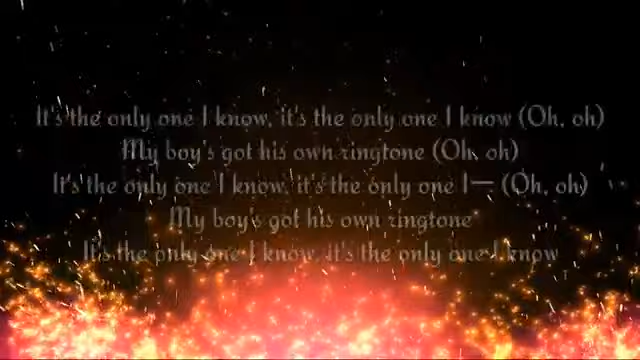 It's the only one I know, it's the only one I know (Oh, oh)
My boy's got his own ringtone (Oh, oh)
It's the only one I know, it's the only one I— (Oh, oh)
My boy's got his own ringtone
It's the only one I know, it's the only one I know